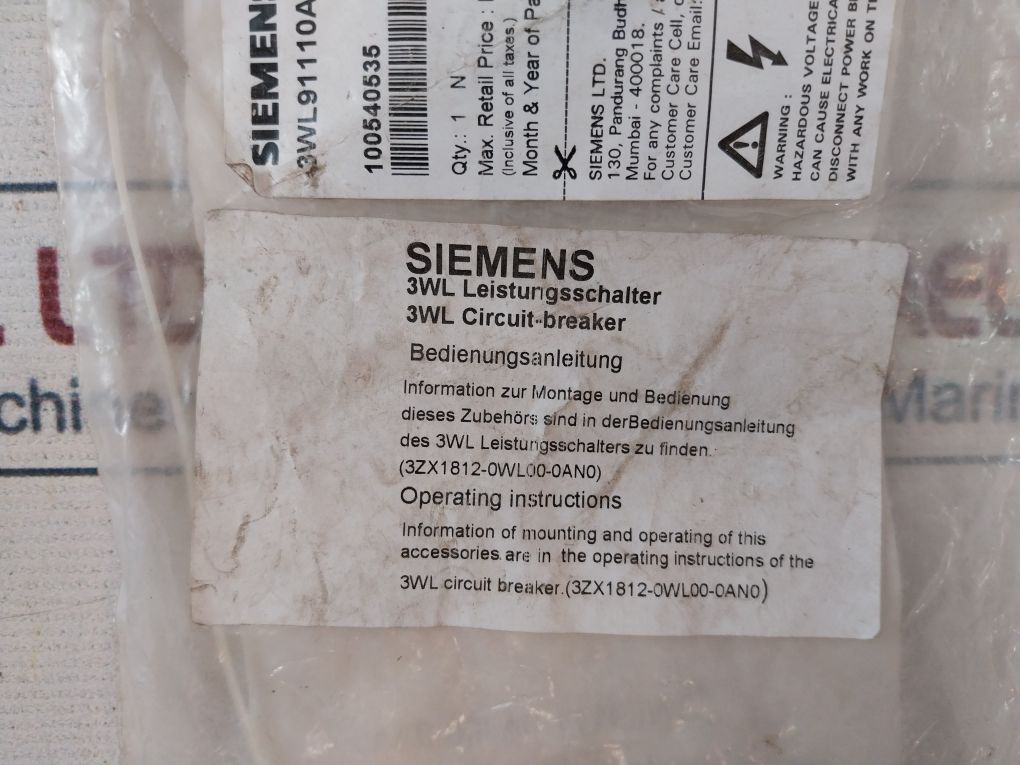 SIEMENS
3WL9111
100540535
Qty.: 1 N
Max. Retail Price :
(Inclusive of all taxes.)
Month & Year of
SIEMENS LTD.
130, Pandurang
Mumbai - 400018.
For any complaints /
Customer Care Cell,
Customer Care Email:
WARNING :
HAZARDOUS VOLTAGE
CAN CAUSE
DISCONNECT POWER
WITH ANY WORK ON
SIEMENS
3WL Leistungsschalter
3WL Circuit-breaker
Bedienungsanleitung
Information zur Montage und Bedienung
dieses Zubehörs sind in derBedienungsanleitung
des 3WL Leistungsschalters zu finden.
(3ZX1812-0WL00-0AN0)
Operating instructions
Information of mounting and operating of this
accessories are in the operating instructions of the
3WL circuit breaker.(3ZX1812-0WL00-0AN0)